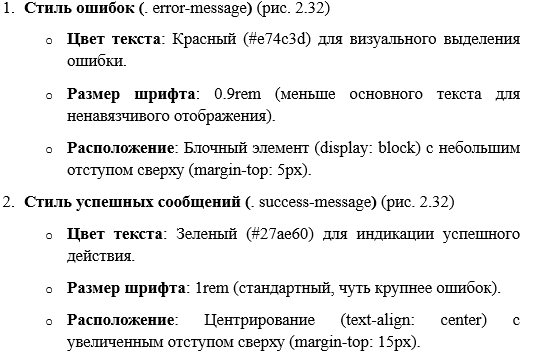 1. Стиль ошибок (. error-message) (рис. 2.32)
o Цвет текста: Красный (#e74c3d) для визуального выделения
ошибки.
o Размер шрифта: 0.9rem (меньше основного текста для
ненавязчивого отображения).
o Расположение: Блочный элемент (display: block) с небольшим
отступом сверху (margin-top: 5px).
2. Стиль успешных сообщений (. success-message) (рис. 2.32)
o Цвет текста: Зеленый (#27ae60) для индикации успешного
действия.
o Размер шрифта: 1rem (стандартный, чуть крупнее ошибок).
o Расположение: Центрирование (text-align: center) с
увеличенным отступом сверху (margin-top: 15px).